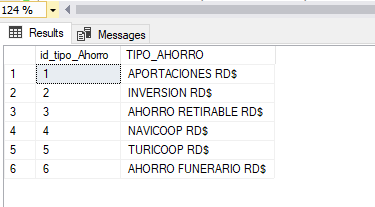 124 %
Results Messages
id_tipo_Ahorro TIPO_AHORRO
1 1 APORTACIONES RD$
2 2 INVERSION RD$
3 3 AHORRO RETIRABLE RD$
4 4 NAVICOOP RD$
5 5 TURICOOP RD$
6 6 AHORRO FUNERARIO RD$